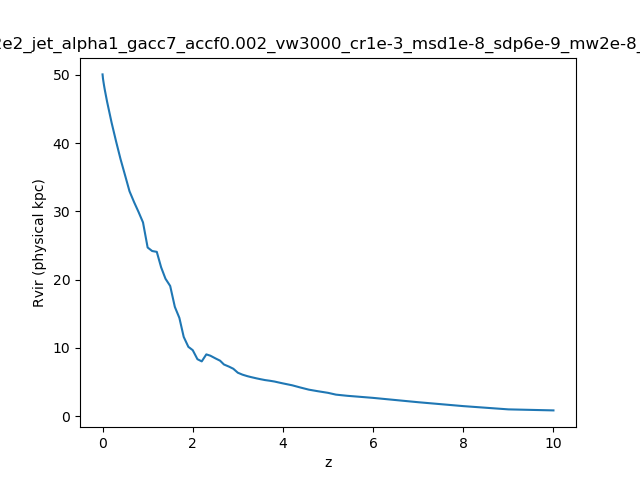 2e2_jet_alpha1_gacc7_accf0.002_vw3000_cr1e-3_msd1e-8_sdp6e-9_mw2e-8_
50
40
30
20
10
0
Rvir (physical kpc)
0 2 4 6 8 10
z